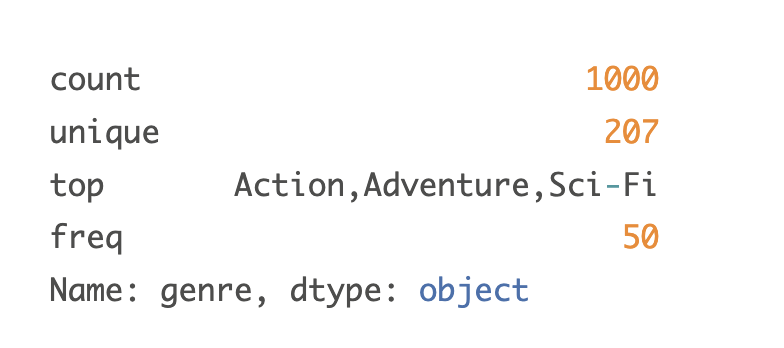 count 1000
unique 207
top Action,Adventure,Sci-Fi
freq 50
Name: genre, dtype: object